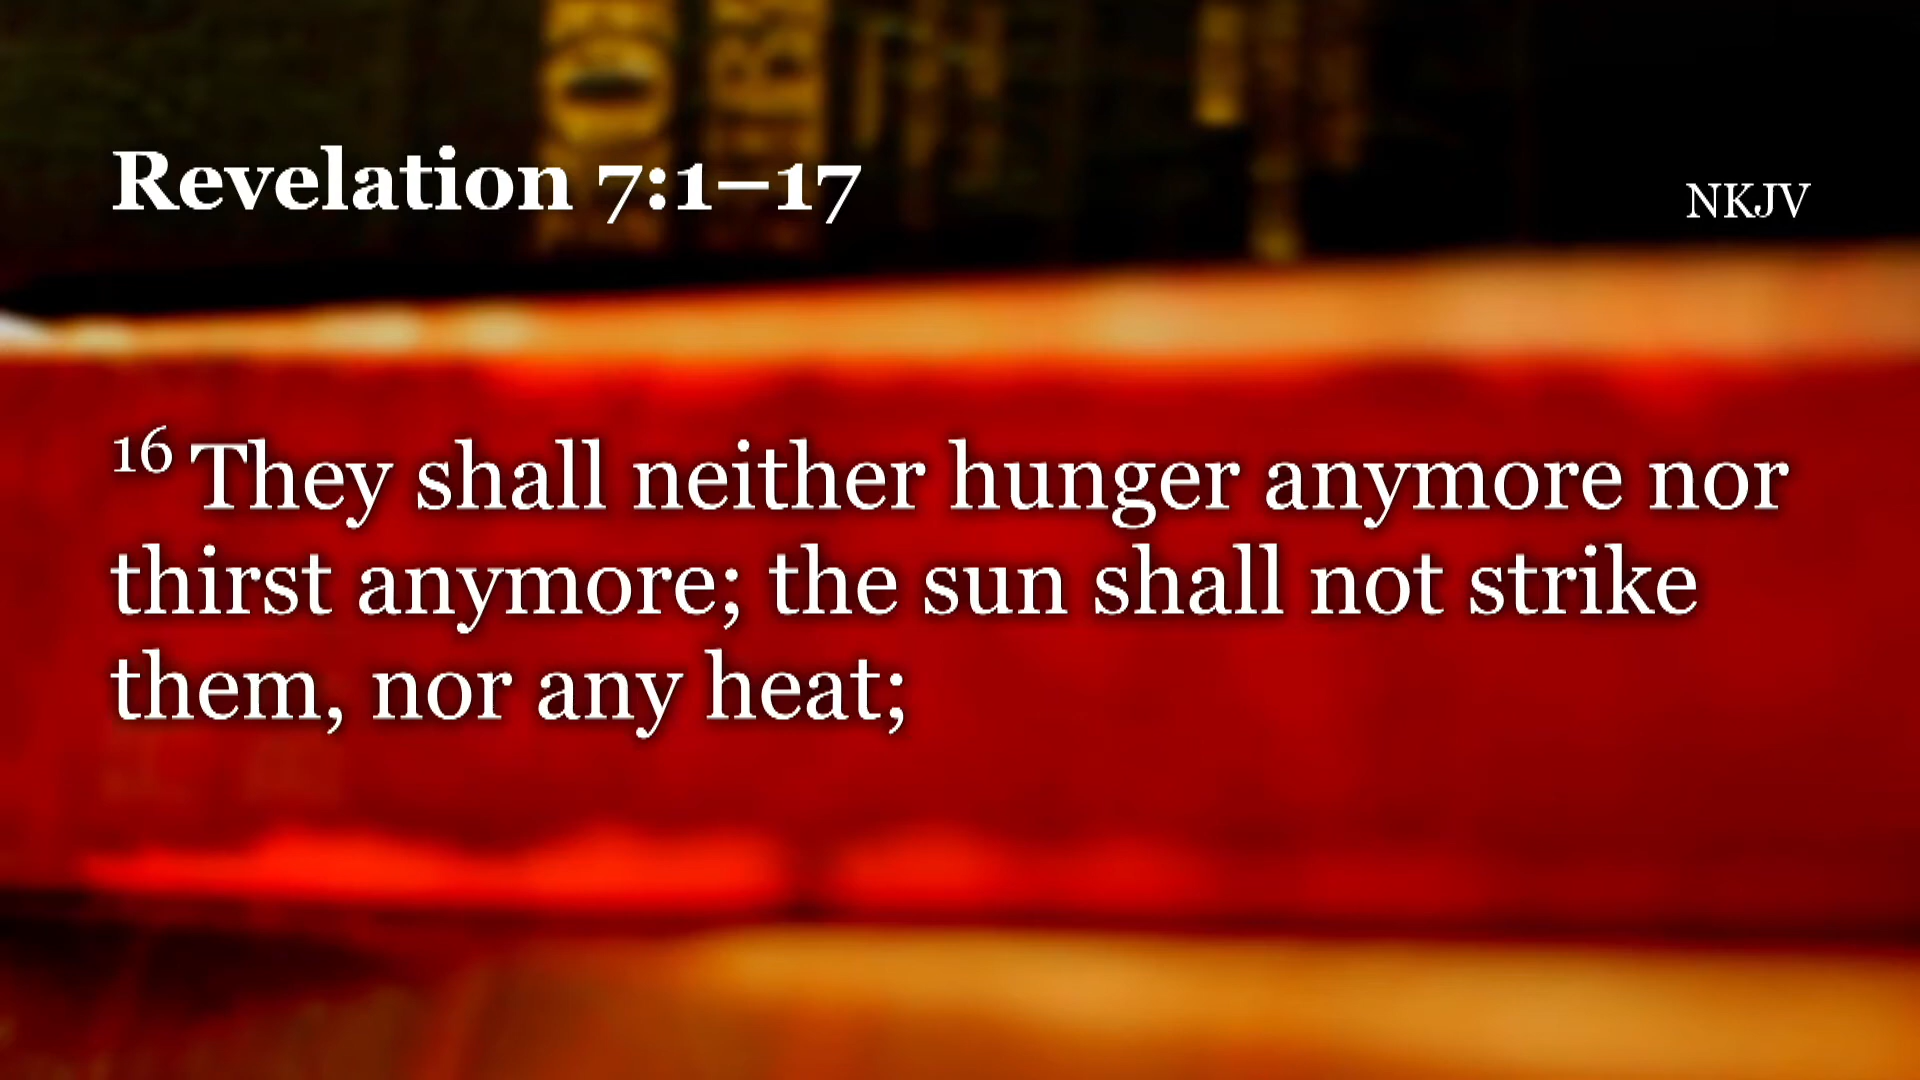 Revelation 7:1–17
NKJV
16 They shall neither hunger anymore nor
thirst anymore; the sun shall not strike
them, nor any heat;